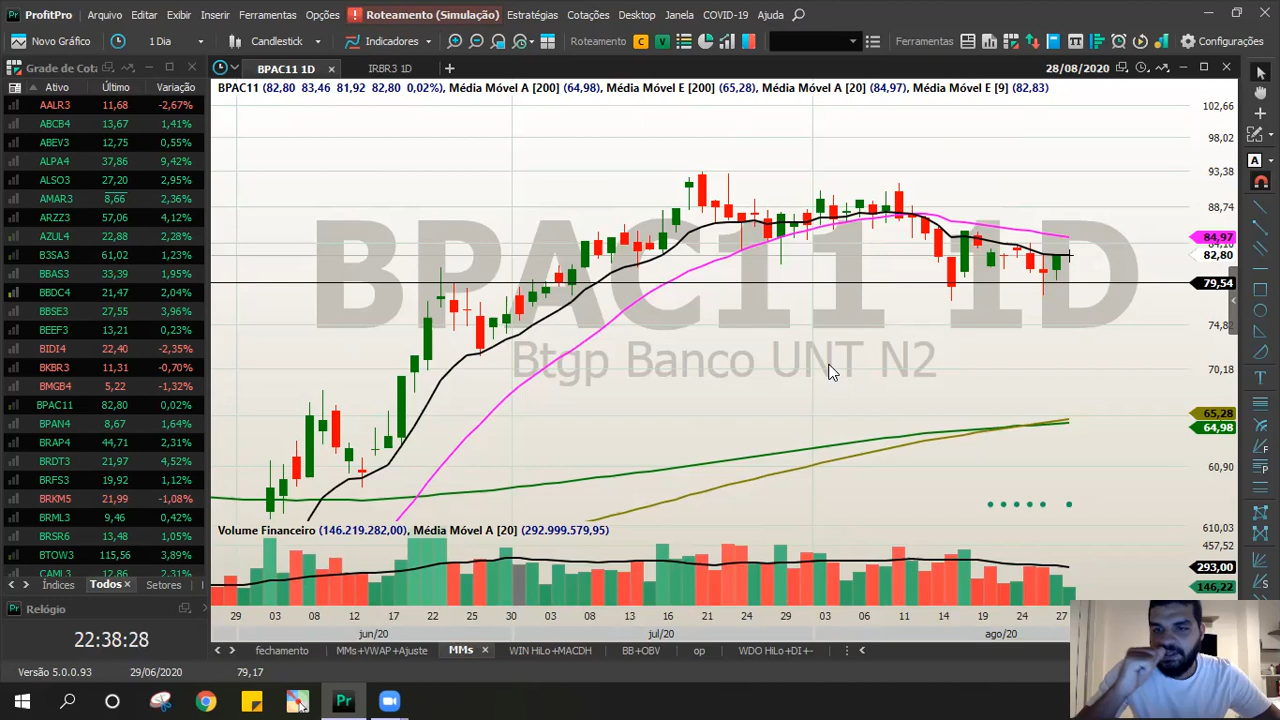 ProfitPro Arquivo Editar Exibir Inserir Ferramentas Opções Roteamento (Simulação) Estratégias Cotações Desktop Janela COVID-19 Ajuda
Novo Gráfico 1 Dia Candlestick Indicadores Roteamento C V Ferramentas Configurações
Grade de Cota
BPAC11 1D IRBR3 1D
28/08/2020
Ativo Último Variação
AALR3 11,68 -2,67%
ABCB4 13,67 1,41%
ABEV3 12,75 0,55%
ALPA4 37,86 9,42%
ALSO3 27,20 2,95%
AMAR3 8,66 2,36%
ARZZ3 57,06 4,12%
AZUL4 22,88 2,28%
B3SA3 61,02 1,23%
BBAS3 33,39 1,95%
BBDC4 21,47 2,04%
BBSE3 27,55 3,96%
BEEF3 13,21 0,23%
BIDI4 22,40 -2,35%
BKBR3 11,31 -0,70%
BMGB4 5,22 -1,32%
BPAC11 82,80 0,02%
BPAN4 8,67 1,64%
BRAP4 44,71 2,31%
BRDT3 21,97 4,52%
BRFS3 19,92 1,12%
BRKM5 21,99 -1,08%
BRML3 9,46 0,42%
BRSR6 13,48 1,05%
BTOW3 115,56 3,89%
CAML3 12,86 2,31%
Índices Todos Setores
Relógio
22:38:28
BPAC11 (82,80 83,46 81,92 82,80 0,02%), Média Móvel A [200] (64,98), Média Móvel E [200] (65,28), Média Móvel A [20] (84,97), Média Móvel E [9] (82,83)
BPAC11 1D
Btgp Banco UNT N2
102,66
98,02
93,38
88,74
84,97
84,10
82,80
79,54
74,82
70,18
65,28
64,98
60,90
Volume Financeiro (146.219.282,00), Média Móvel A [20] (292.999.579,95)
610,03
457,52
293,00
146,22
29 03 08 12 17 22 25 30 03 08 13 16 21 24 29 03 06 11 14 19 24 27
jun/20 jul/20 ago/20
fechamento MMs+VWAP+Ajuste MMs WIN HiLo+MACDH BB+OBV op WDO HiLo+DI+-
Versão 5.0.0.93 29/06/2020 79,17
Pr